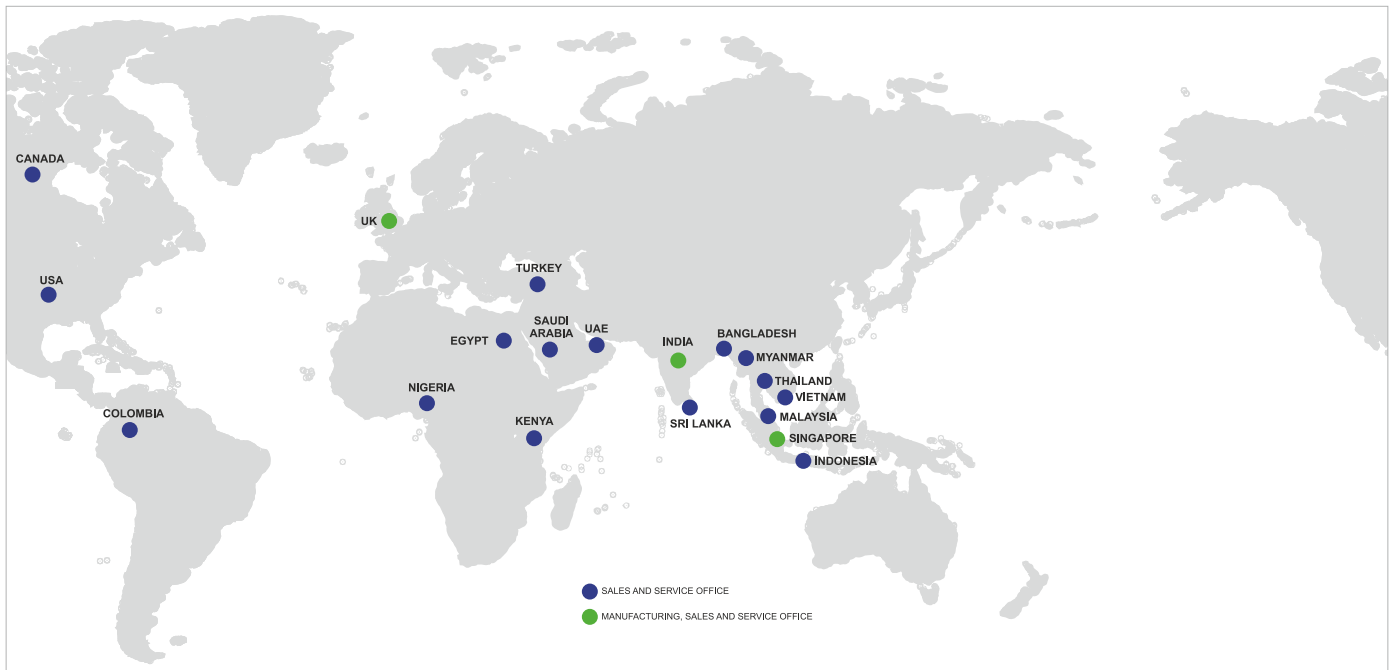 CANADA
UK
TURKEY
USA
SAUDI
ARABIA
UAE
EGYPT
INDIA
BANGLADESH
MYANMAR
THAILAND
NIGERIA
VIETNAM
COLOMBIA
KENYA
SRI LANKA
MALAYSIA
SINGAPORE
INDONESIA
SALES AND SERVICE OFFICE
MANUFACTURING, SALES AND SERVICE OFFICE